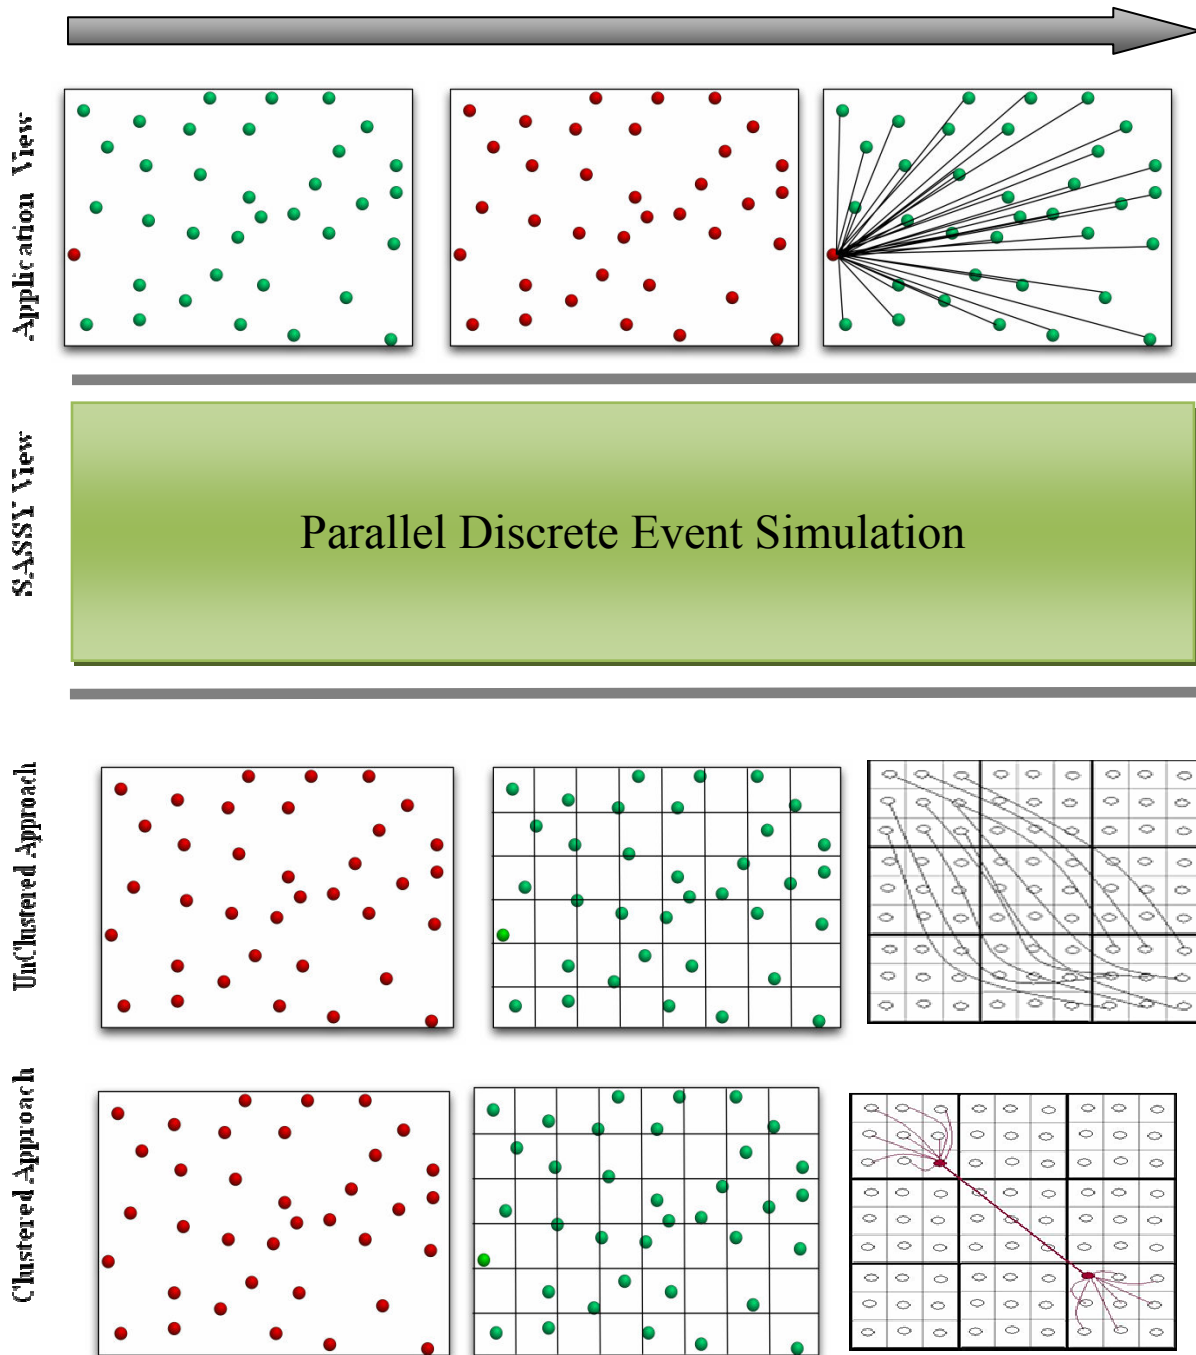 Application View
SASSY View
Parallel Discrete Event Simulation
UnClustered Approach
Clustered Approach